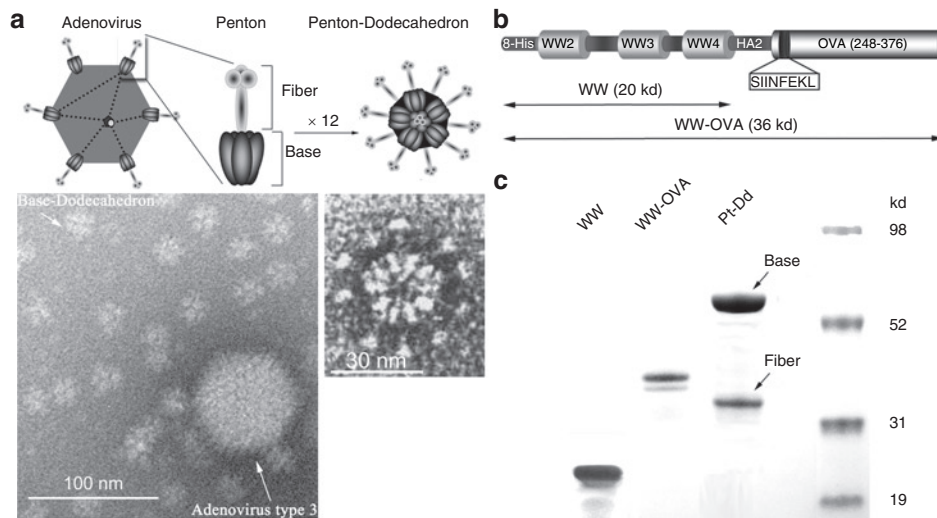 a
Adenovirus
Penton
Penton-Dodecahedron
Fiber
× 12
Base
Base-Dodecahedron
100 nm
Adenovirus type 3
30 nm
b
8-His
WW2
WW3
WW4
HA2
OVA (248-376)
SIINFEKL
WW (20 kd)
WW-OVA (36 kd)
c
WW
WW-OVA
Pt-Dd
kd
98
Base
52
Fiber
31
19